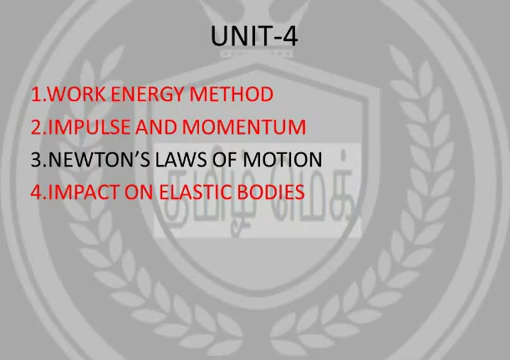 UNIT-4
1.WORK ENERGY METHOD
2.IMPULSE AND MOMENTUM
3.NEWTON’S LAWS OF MOTION
4.IMPACT ON ELASTIC BODIES
தமிழ் மெக்